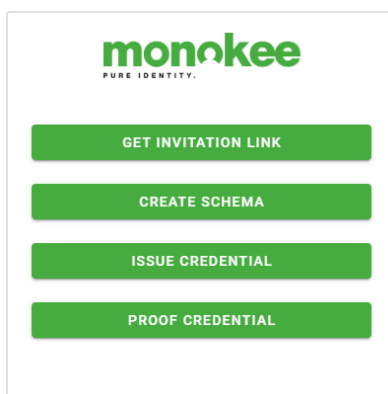 monokee
PURE IDENTITY.
GET INVITATION LINK
CREATE SCHEMA
ISSUE CREDENTIAL
PROOF CREDENTIAL